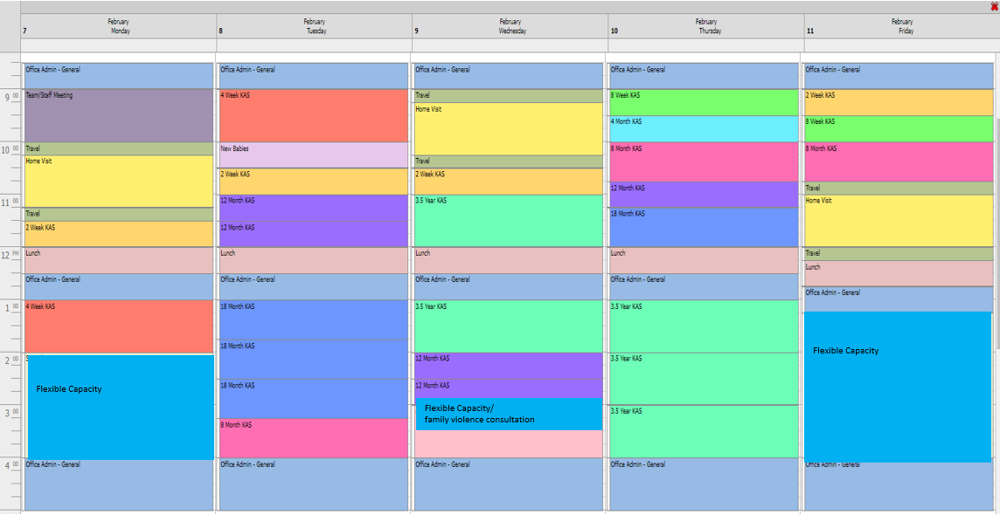 February
Monday
7
February
Tuesday
8
February
Wednesday
9
February
Thursday
10
February
Friday
11
9 00
10 00
11 00
12 PM
1 00
2 00
3 00
4 00
Office Admin - General
Team/Staff Meeting
Travel
Home Visit
Travel
2 Week KAS
Lunch
Office Admin - General
4 Week KAS
Flexible Capacity
Office Admin - General
Office Admin - General
4 Week KAS
New Babies
2 Week KAS
12 Month KAS
12 Month KAS
Lunch
Office Admin - General
18 Month KAS
18 Month KAS
18 Month KAS
8 Month KAS
Office Admin - General
Office Admin - General
Travel
Home Visit
Travel
2 Week KAS
3.5 Year KAS
Lunch
Office Admin - General
3.5 Year KAS
12 Month KAS
12 Month KAS
Flexible Capacity/
family violence consultation
Office Admin - General
Office Admin - General
8 Week KAS
4 Month KAS
8 Month KAS
12 Month KAS
18 Month KAS
Lunch
Office Admin - General
3.5 Year KAS
3.5 Year KAS
3.5 Year KAS
Office Admin - General
Office Admin - General
2 Week KAS
8 Week KAS
8 Month KAS
Travel
Home Visit
Travel
Lunch
Office Admin - General
Flexible Capacity
Office Admin - General